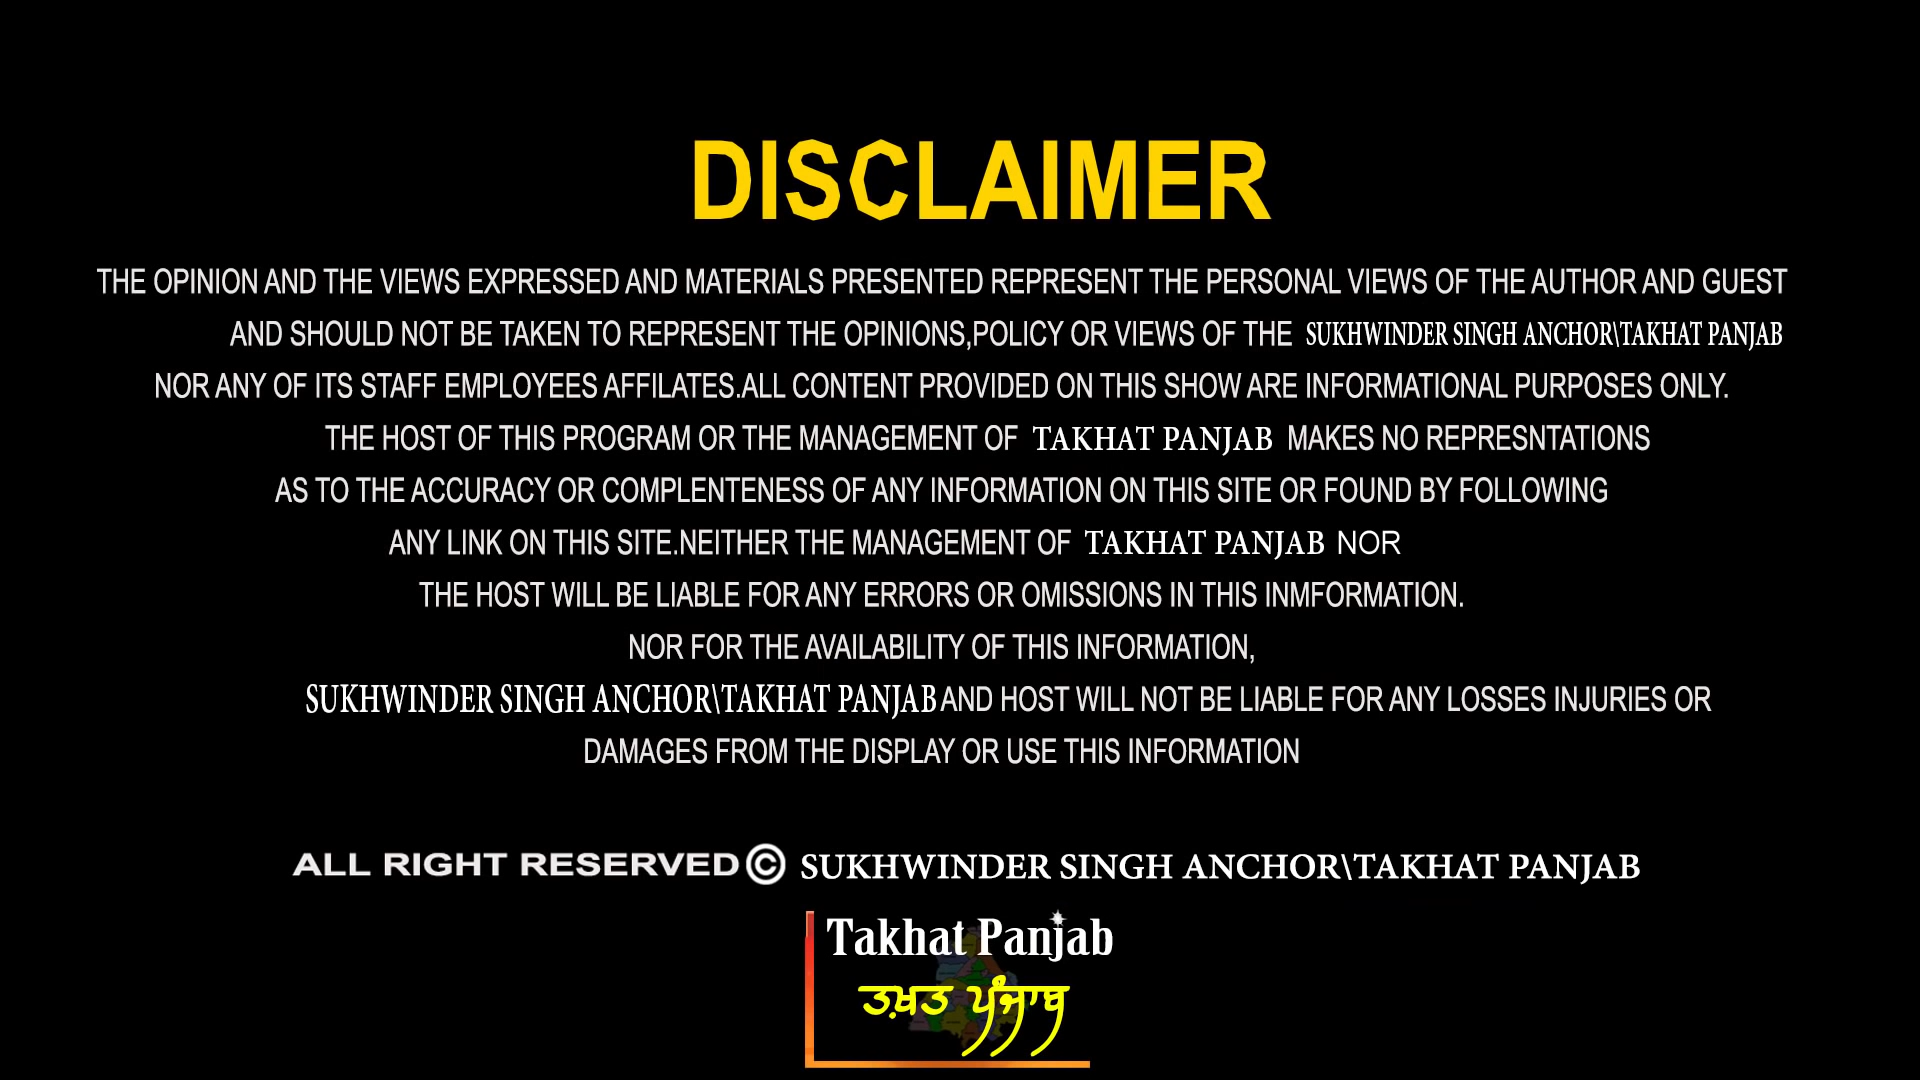 DISCLAIMER
THE OPINION AND THE VIEWS EXPRESSED AND MATERIALS PRESENTED REPRESENT THE PERSONAL VIEWS OF THE AUTHOR AND GUEST
AND SHOULD NOT BE TAKEN TO REPRESENT THE OPINIONS,POLICY OR VIEWS OF THE SUKHWINDER SINGH ANCHOR\TAKHAT PANJAB
NOR ANY OF ITS STAFF EMPLOYEES AFFILATES.ALL CONTENT PROVIDED ON THIS SHOW ARE INFORMATIONAL PURPOSES ONLY.
THE HOST OF THIS PROGRAM OR THE MANAGEMENT OF TAKHAT PANJAB MAKES NO REPRESNTATIONS
AS TO THE ACCURACY OR COMPLENTENESS OF ANY INFORMATION ON THIS SITE OR FOUND BY FOLLOWING
ANY LINK ON THIS SITE.NEITHER THE MANAGEMENT OF TAKHAT PANJAB NOR
THE HOST WILL BE LIABLE FOR ANY ERRORS OR OMISSIONS IN THIS INMFORMATION.
NOR FOR THE AVAILABILITY OF THIS INFORMATION,
SUKHWINDER SINGH ANCHOR\TAKHAT PANJAB AND HOST WILL NOT BE LIABLE FOR ANY LOSSES INJURIES OR
DAMAGES FROM THE DISPLAY OR USE THIS INFORMATION
ALL RIGHT RESERVED © SUKHWINDER SINGH ANCHOR\TAKHAT PANJAB
Takhat Panjab
ਤਖ਼ਤ ਪੰਜਾਬ